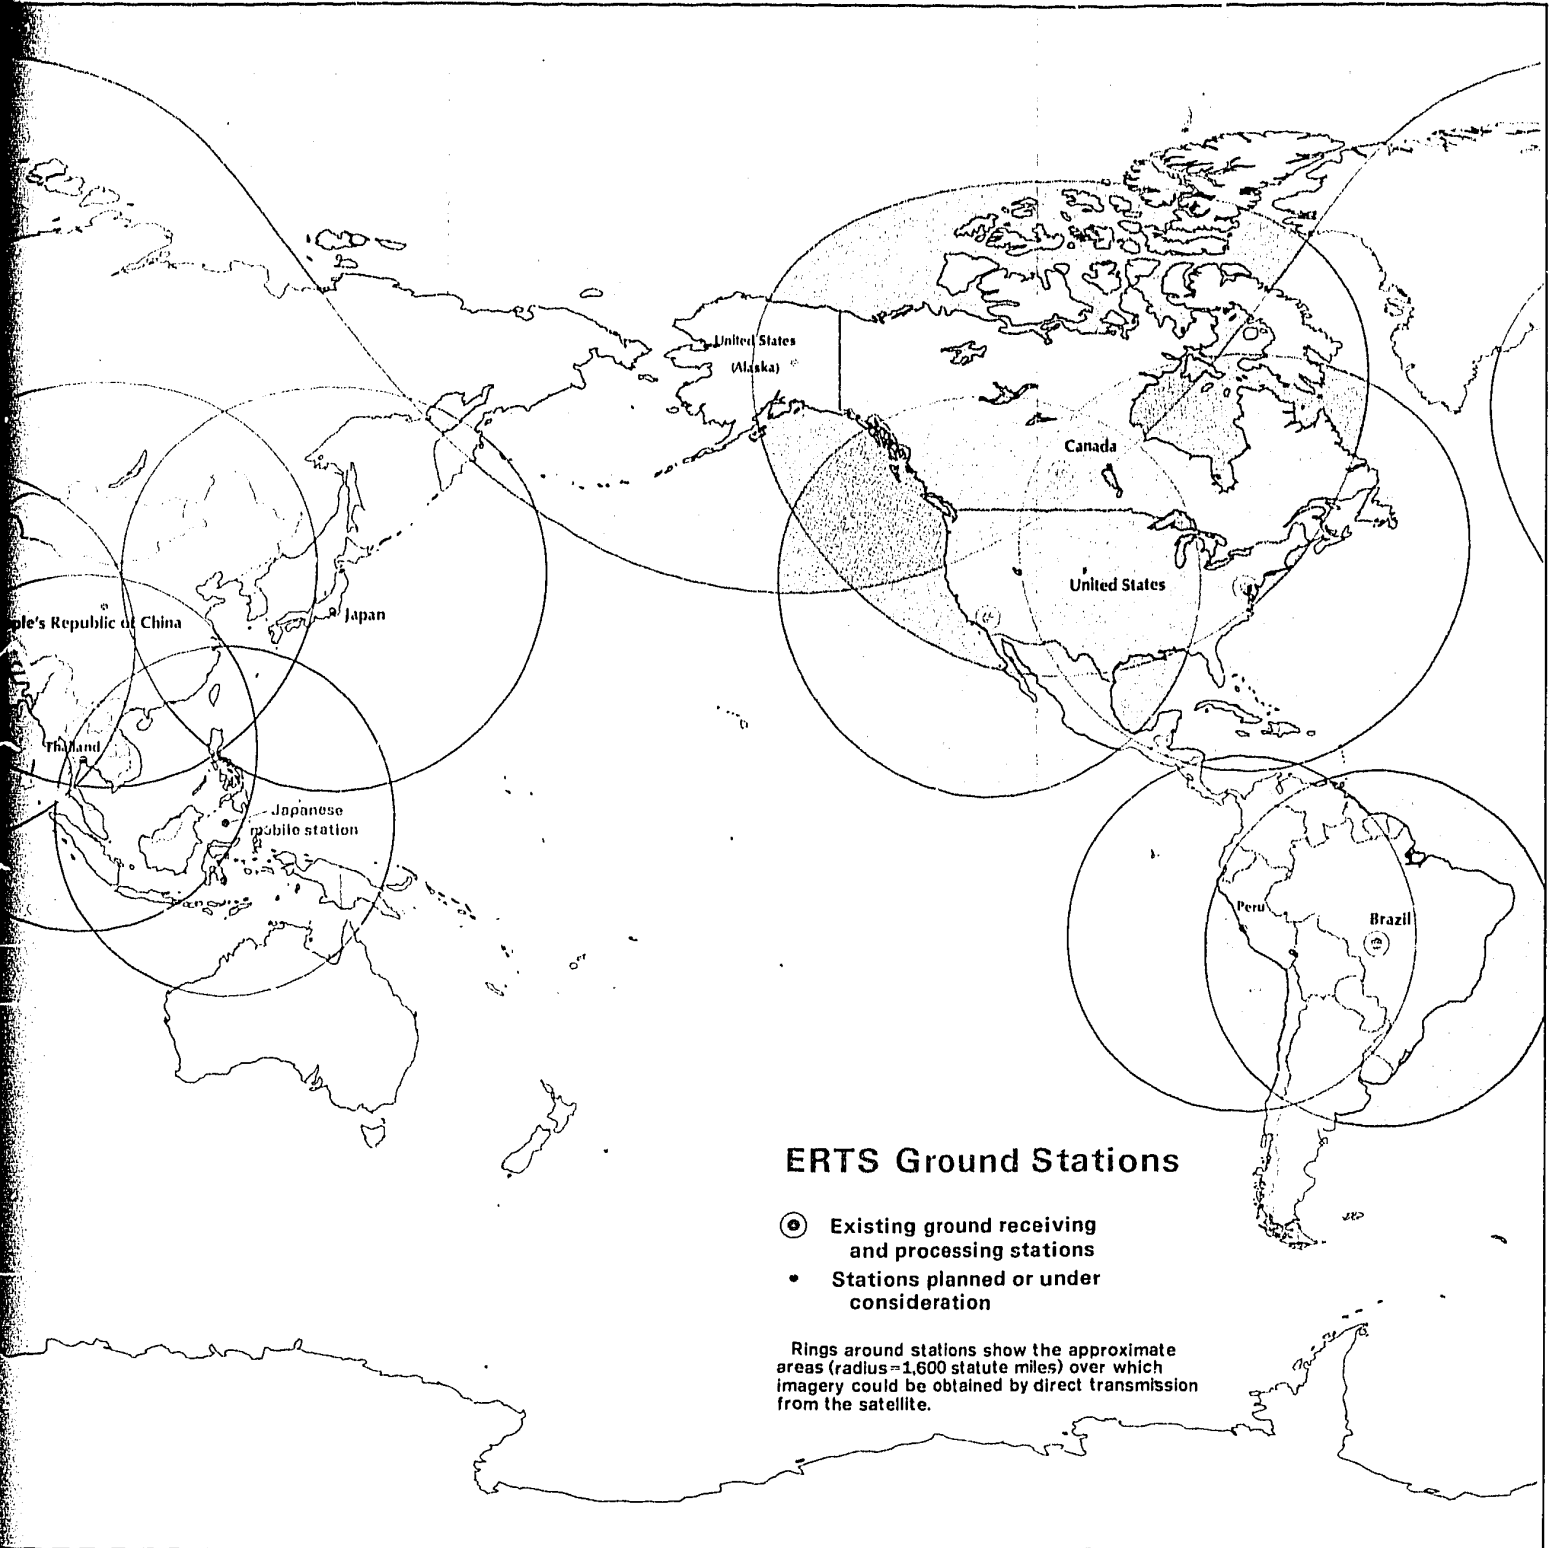 United States
(Alaska)
Canada
United States
Japan
ple's Republic of China
Thailand
Japanese
mobile station
Peru
Brazil
ERTS Ground Stations
Existing ground receiving
and processing stations
Stations planned or under
consideration
Rings around stations show the approximate
areas (radius=1,600 statute miles) over which
imagery could be obtained by direct transmission
from the satellite.